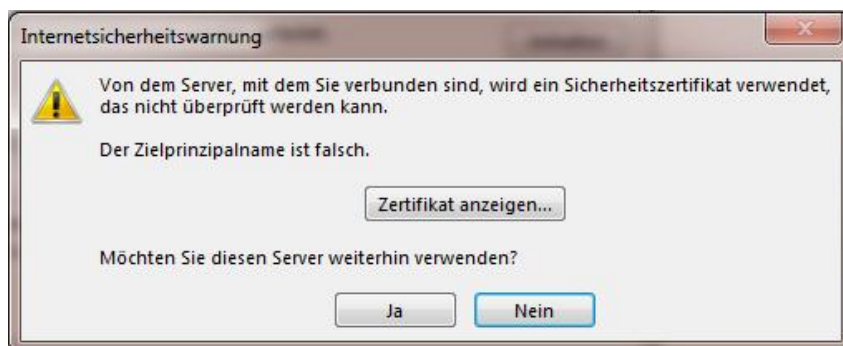 Internetsicherheitswarnung
Von dem Server, mit dem Sie verbunden sind, wird ein Sicherheitszertifikat verwendet,
das nicht überprüft werden kann.
Der Zielprinzipalname ist falsch.
Zertifikat anzeigen...
Möchten Sie diesen Server weiterhin verwenden?
Ja
Nein